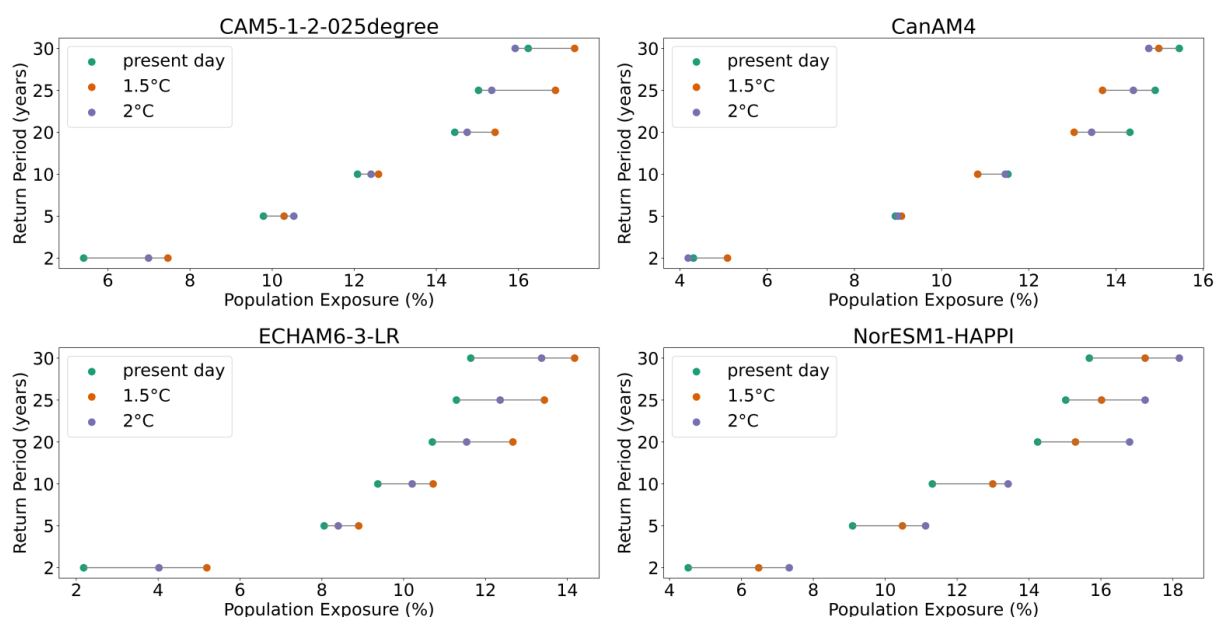 CAM5-1-2-025degree
Return Period (years)
30
25
20
10
5
2
present day
1.5°C
2°C
6 8 10 12 14 16
Population Exposure (%)
CanAM4
Return Period (years)
30
25
20
10
5
2
present day
1.5°C
2°C
4 6 8 10 12 14 16
Population Exposure (%)
ECHAM6-3-LR
Return Period (years)
30
25
20
10
5
2
present day
1.5°C
2°C
2 4 6 8 10 12 14
Population Exposure (%)
NorESM1-HAPPI
Return Period (years)
30
25
20
10
5
2
present day
1.5°C
2°C
4 6 8 10 12 14 16 18
Population Exposure (%)